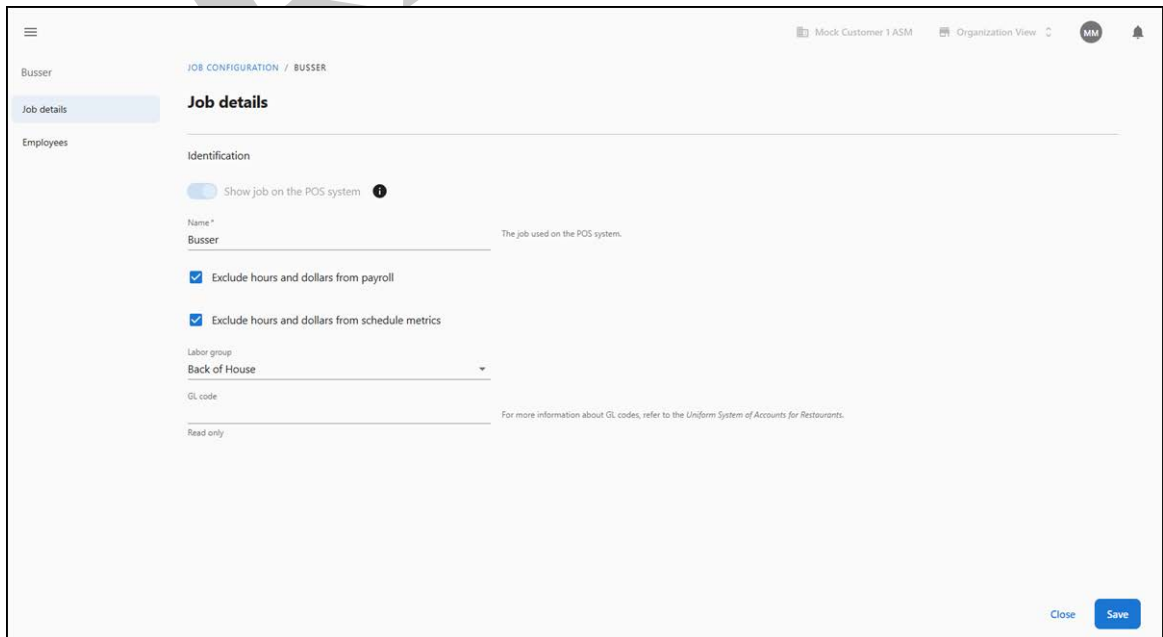 Mock Customer 1 ASM
Organization View
MM
Busser
Job details
Employees
JOB CONFIGURATION / BUSSER
Job details
Identification
Show job on the POS system
Name*
Busser
The job used on the POS system.
Exclude hours and dollars from payroll
Exclude hours and dollars from schedule metrics
Labor group
Back of House
GL code
For more information about GL codes, refer to the Uniform System of Accounts for Restaurants.
Read only
Close
Save